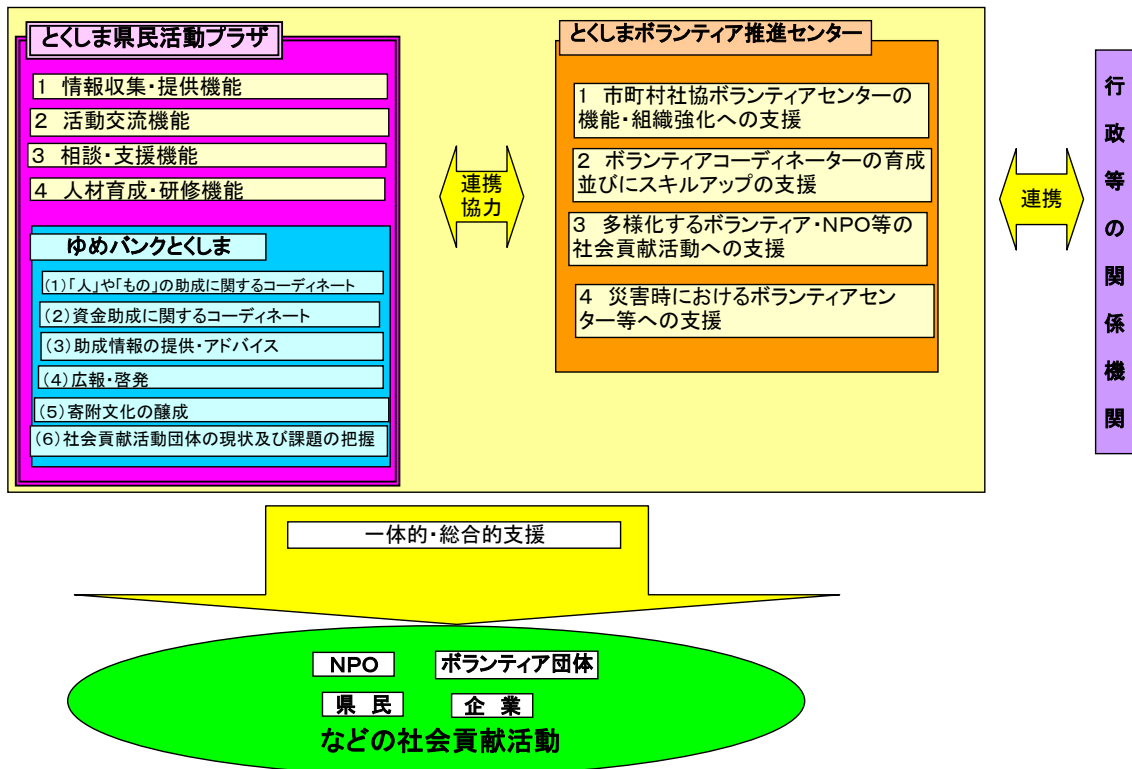 とくしま県民活動プラザ
1 情報収集・提供機能
2 活動交流機能
3 相談・支援機能
4 人材育成・研修機能
ゆめバンクとくしま
(1)「人」や「もの」の助成に関するコーディネート
(2)資金助成に関するコーディネート
(3)助成情報の提供・アドバイス
(4)広報・啓発
(5)寄附文化の醸成
(6)社会貢献活動団体の現状及び課題の把握
連携
協力
とくしまボランティア推進センター
1 市町村社協ボランティアセンターの
機能・組織強化への支援
2 ボランティアコーディネーターの育成
並びにスキルアップの支援
3 多様化するボランティア・NPO等の
社会貢献活動への支援
4 災害時におけるボランティアセン
ター等への支援
連携
行政等の関係機関
一体的・総合的支援
NPO
ボランティア団体
県 民
企 業
などの社会貢献活動